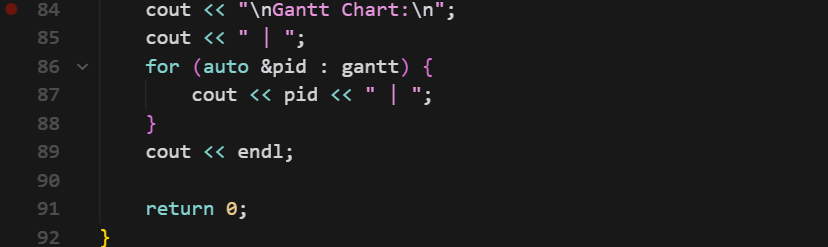 84 cout << "\nGantt Chart:\n";
85 cout << " | ";
86 for (auto &pid : gantt) {
87 cout << pid << " | ";
88 }
89 cout << endl;
90
91 return 0;
92 }